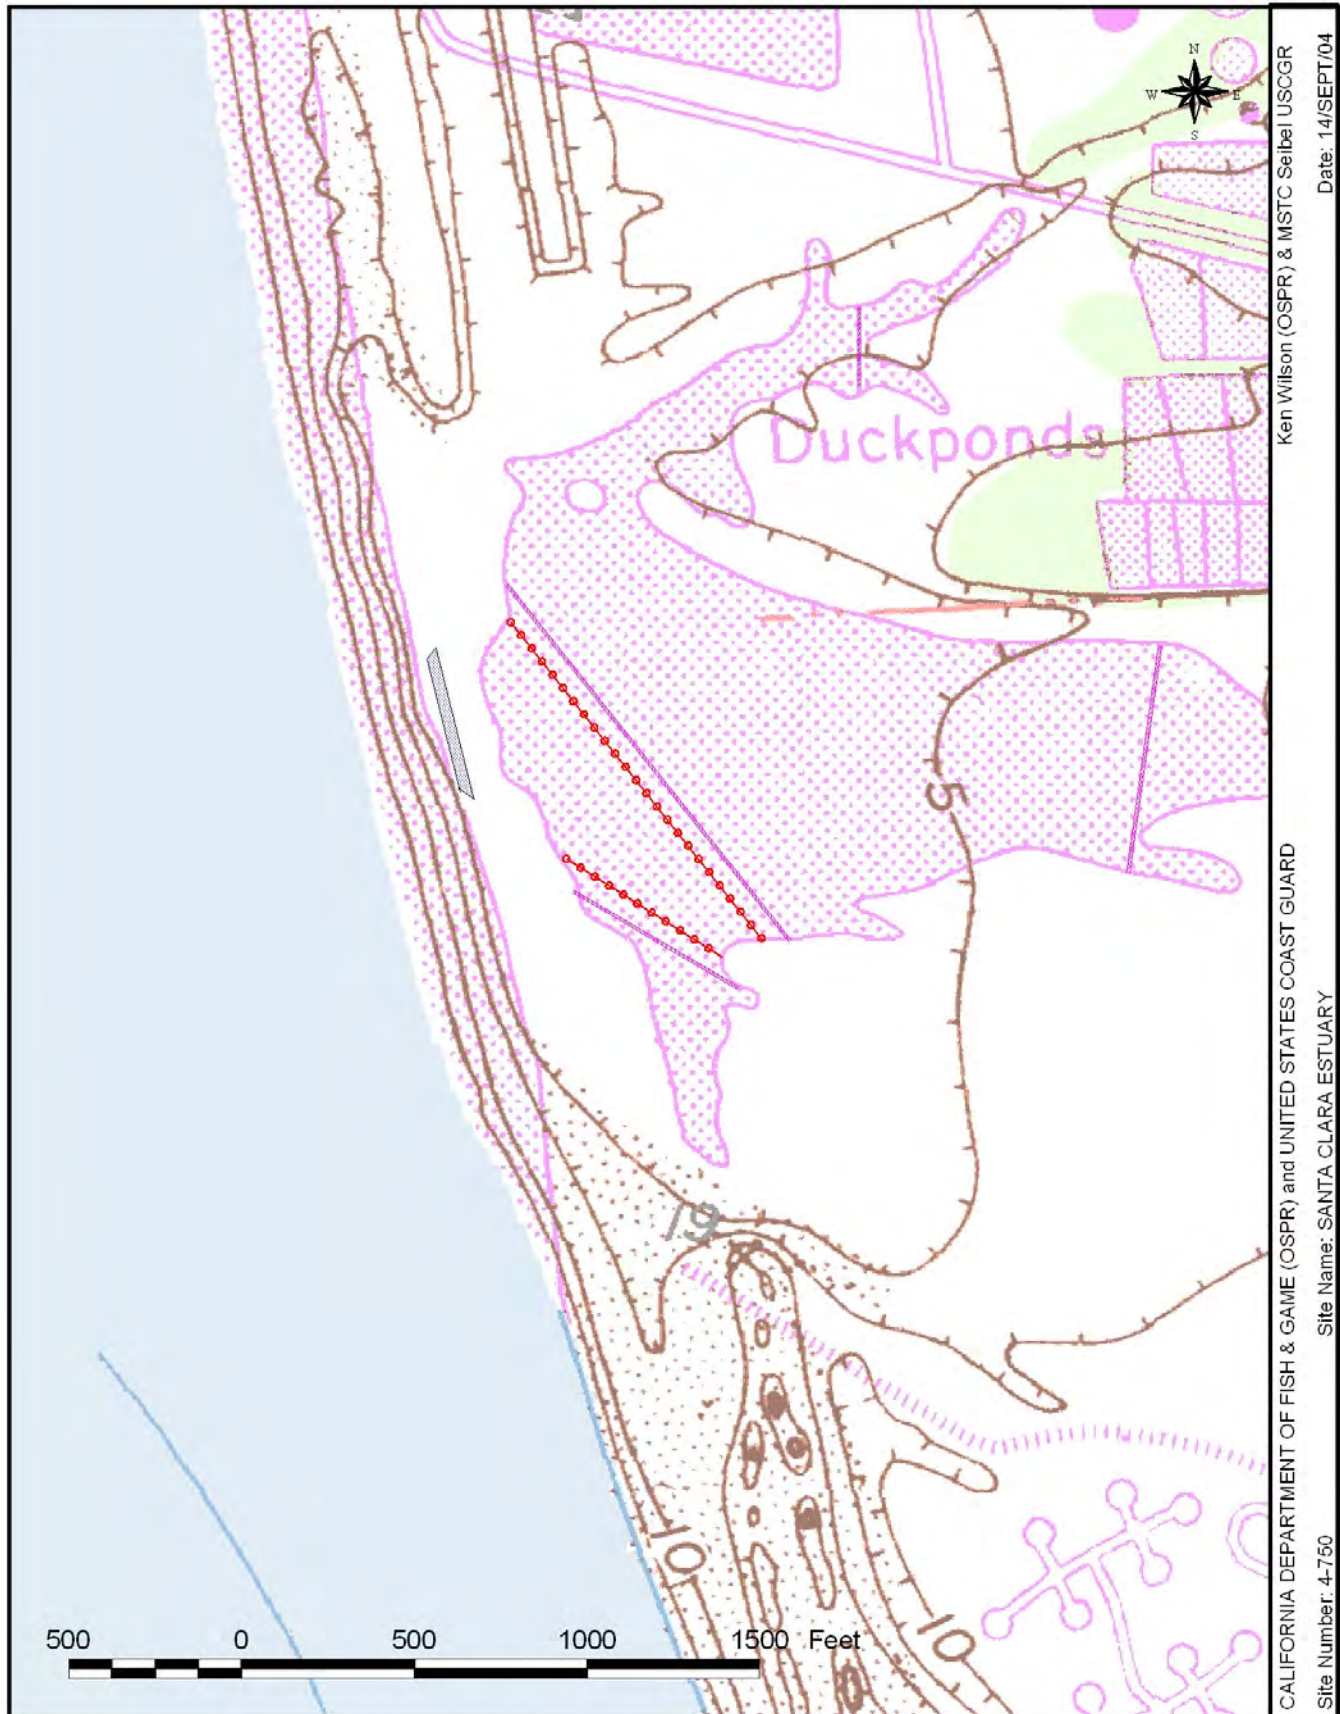 N
W E
S
Duckponds
5
19
10
10
500 0 500 1000 1500 Feet
CALIFORNIA DEPARTMENT OF FISH & GAME (OSPR) and UNITED STATES COAST GUARD Ken Wilson (OSPR) & MSTC Seibel USCGR
Site Number: 4-750 Site Name: SANTA CLARA ESTUARY Date: 14/SEPT/04